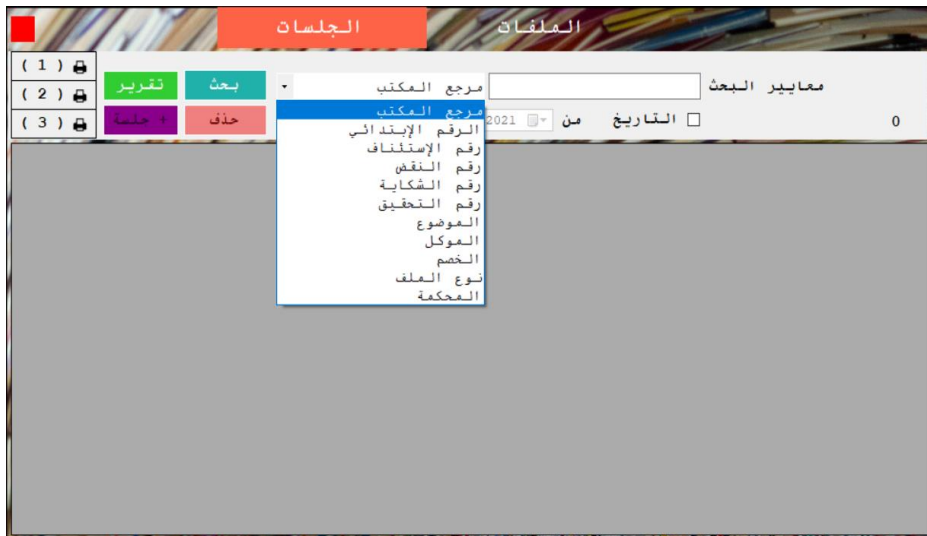 الملفات
الجلسات
معايير البحث
مرجع المكتب
بحث
تقرير
( 1 )
( 2 )
( 3 )
0
التاريخ
من
2021
حذف
+ جلسة
مرجع المكتب
الرقم الإبتدائي
رقم الإستئناف
رقم النقض
رقم الشكاية
رقم التحقيق
الموضوع
الموكل
الخصم
نوع الملف
المحكمة